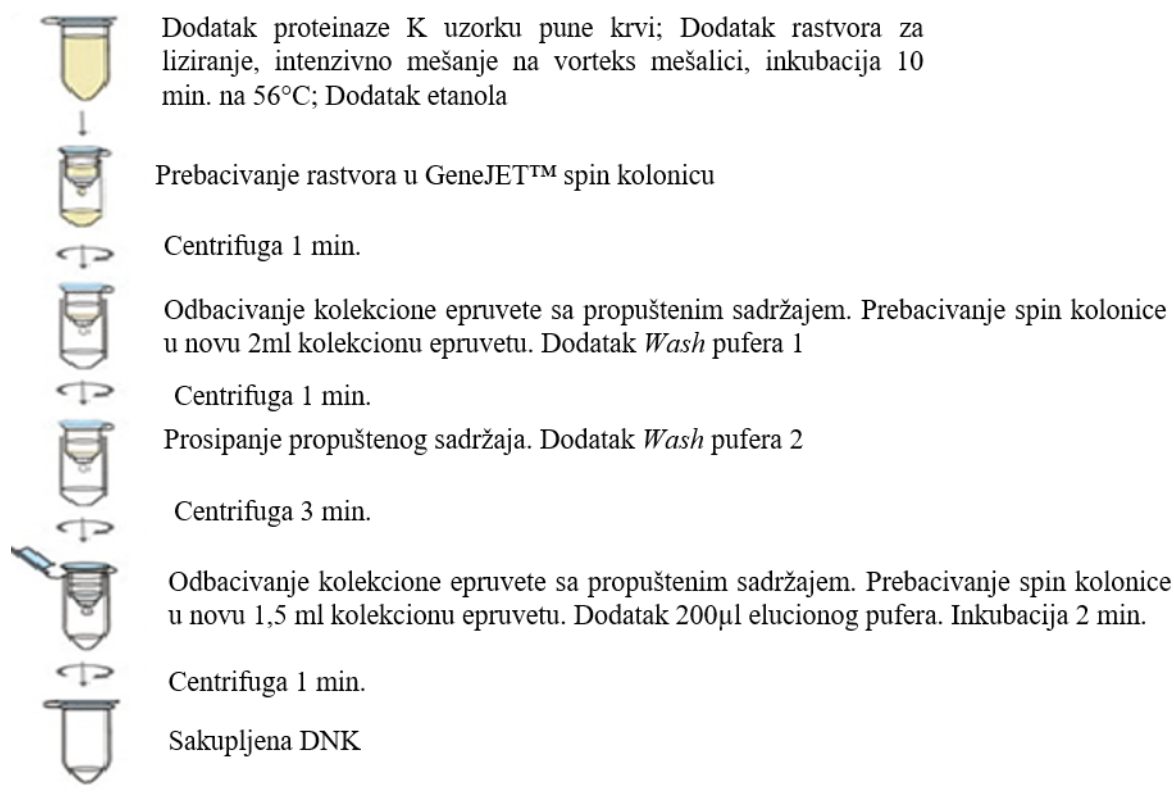 Dodatak proteinaze K uzorku pune krvi; Dodatak rastvora za
liziranje, intenzivno mešanje na vorteks mešalici, inkubacija 10
min. na 56°C; Dodatak etanola
Prebacivanje rastvora u GeneJET™ spin kolonicu
Centrifuga 1 min.
Odbacivanje kolekcione epruvete sa propuštenim sadržajem. Prebacivanje spin kolonice
u novu 2ml kolekcionu epruvetu. Dodatak Wash pufera 1
Centrifuga 1 min.
Prosipanje propuštenog sadržaja. Dodatak Wash pufera 2
Centrifuga 3 min.
Odbacivanje kolekcione epruvete sa propuštenim sadržajem. Prebacivanje spin kolonice
u novu 1,5 ml kolekcionu epruvetu. Dodatak 200µl elucionog pufera. Inkubacija 2 min.
Centrifuga 1 min.
Sakupljena DNK